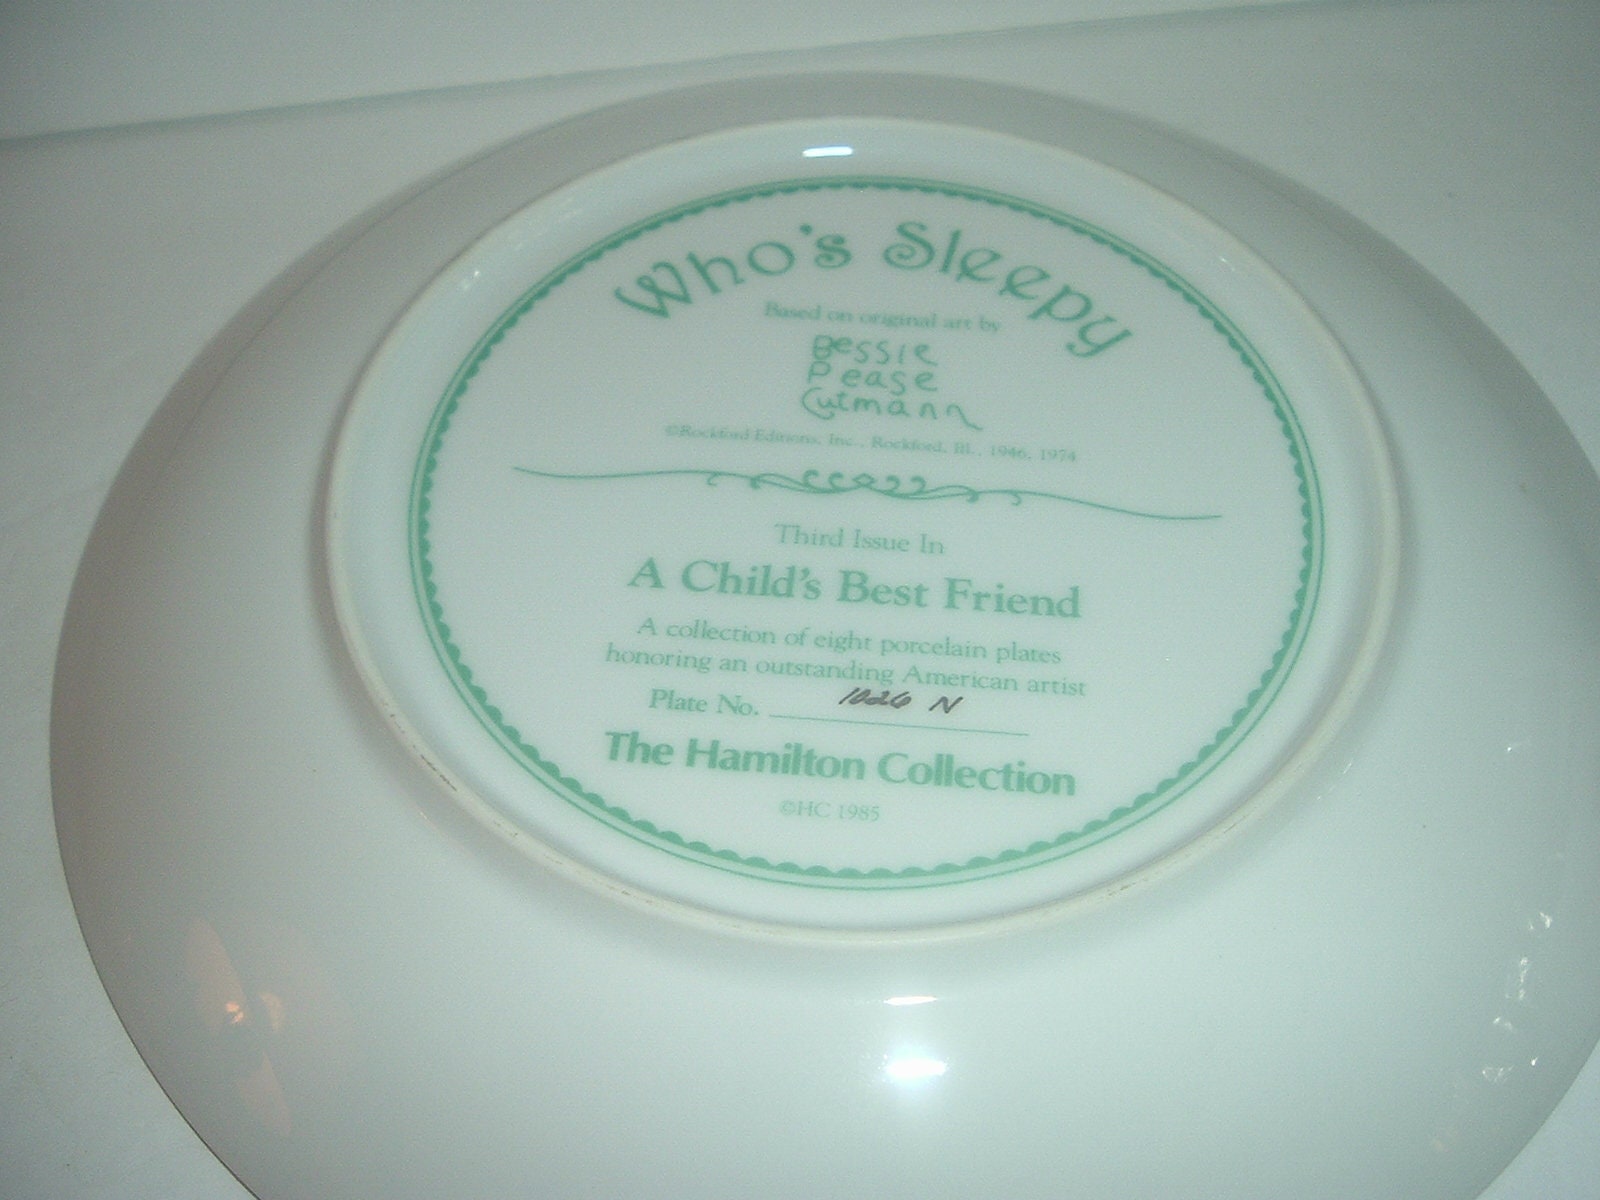 Who's Sleepy
Based on original art by
Bessie
Pease
Gutmann
©Rockford Editions, Inc., Rockford, Ill., 1946, 1974
Third Issue In
A Child's Best Friend
A collection of eight porcelain plates
honoring an outstanding American artist
Plate No. 1026 N
The Hamilton Collection
©HC 1985